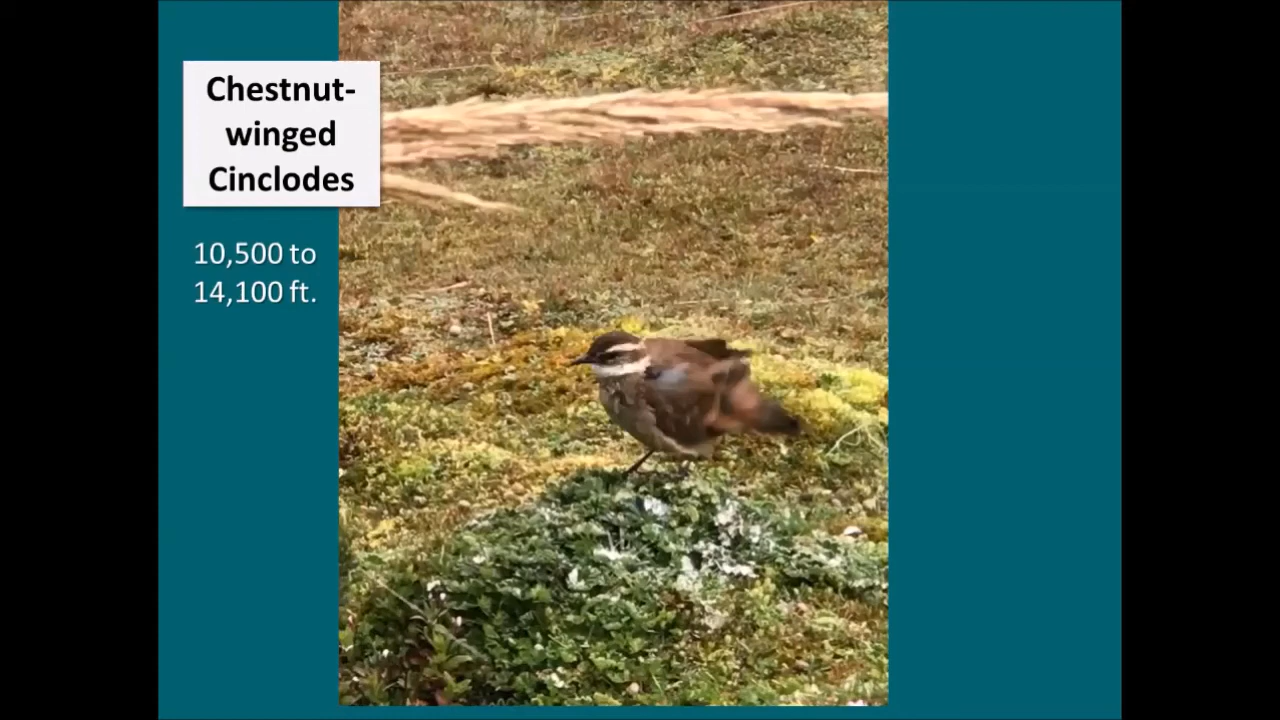 Chestnut-
winged
Cinclodes
10,500 to
14,100 ft.